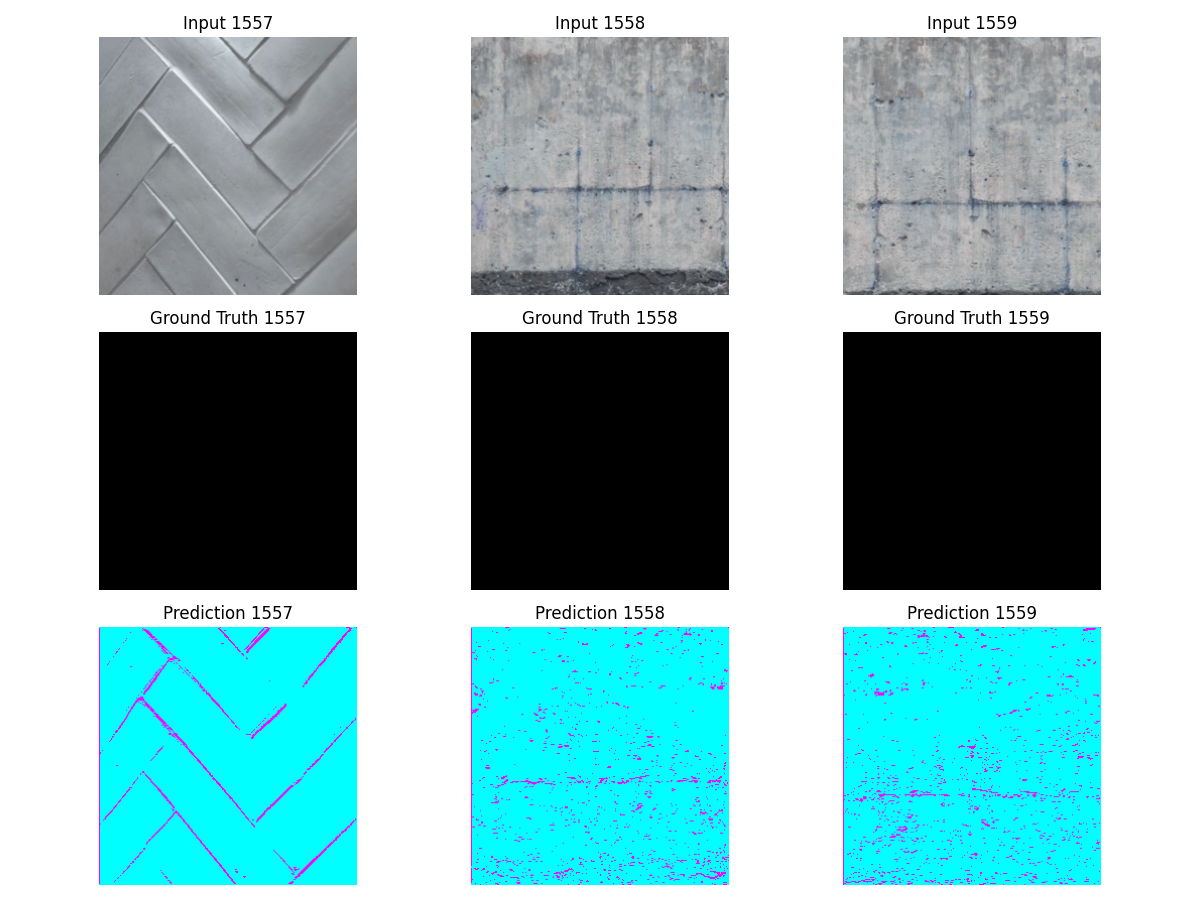 Input 1557
Input 1558
Input 1559
Ground Truth 1557
Ground Truth 1558
Ground Truth 1559
Prediction 1557
Prediction 1558
Prediction 1559